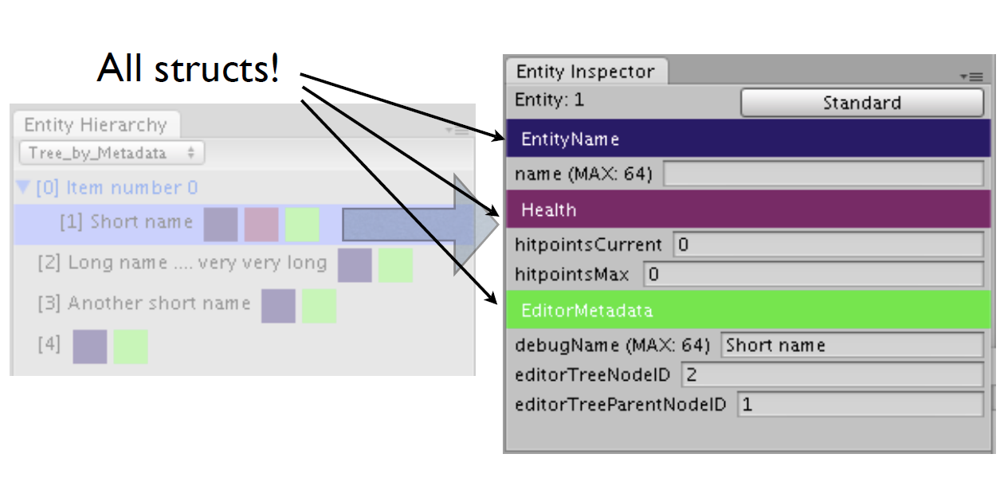 All structs!
Entity Hierarchy
Tree_by_Metadata
[0] Item number 0
[1] Short name
[2] Long name .... very very long
[3] Another short name
[4]
Entity Inspector
Entity: 1 Standard
EntityName
name (MAX: 64)
Health
hitpointsCurrent 0
hitpointsMax 0
EditorMetadata
debugName (MAX: 64) Short name
editorTreeNodeID 2
editorTreeParentNodeID 1